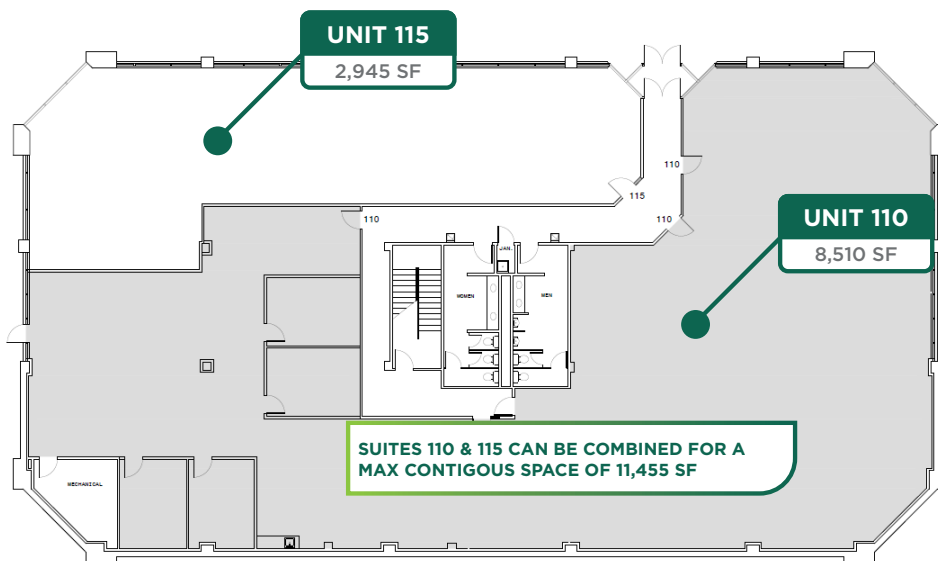 UNIT 115
2,945 SF
110
115
110
110
UNIT 110
8,510 SF
JAN.
WOMEN
MEN
SUITES 110 & 115 CAN BE COMBINED FOR A
MAX CONTIGOUS SPACE OF 11,455 SF
MECHANICAL